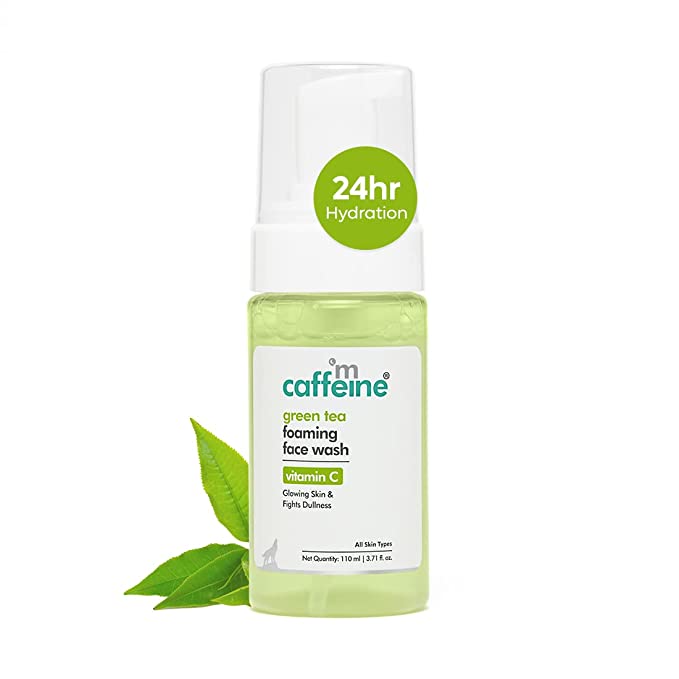 24hr
Hydration
'm
caffeine®
green tea
foaming
face wash
vitamin C
Glowing Skin &
Fights Dullness
All Skin Types
Net Quantity: 110 ml | 3.71 fl. oz.